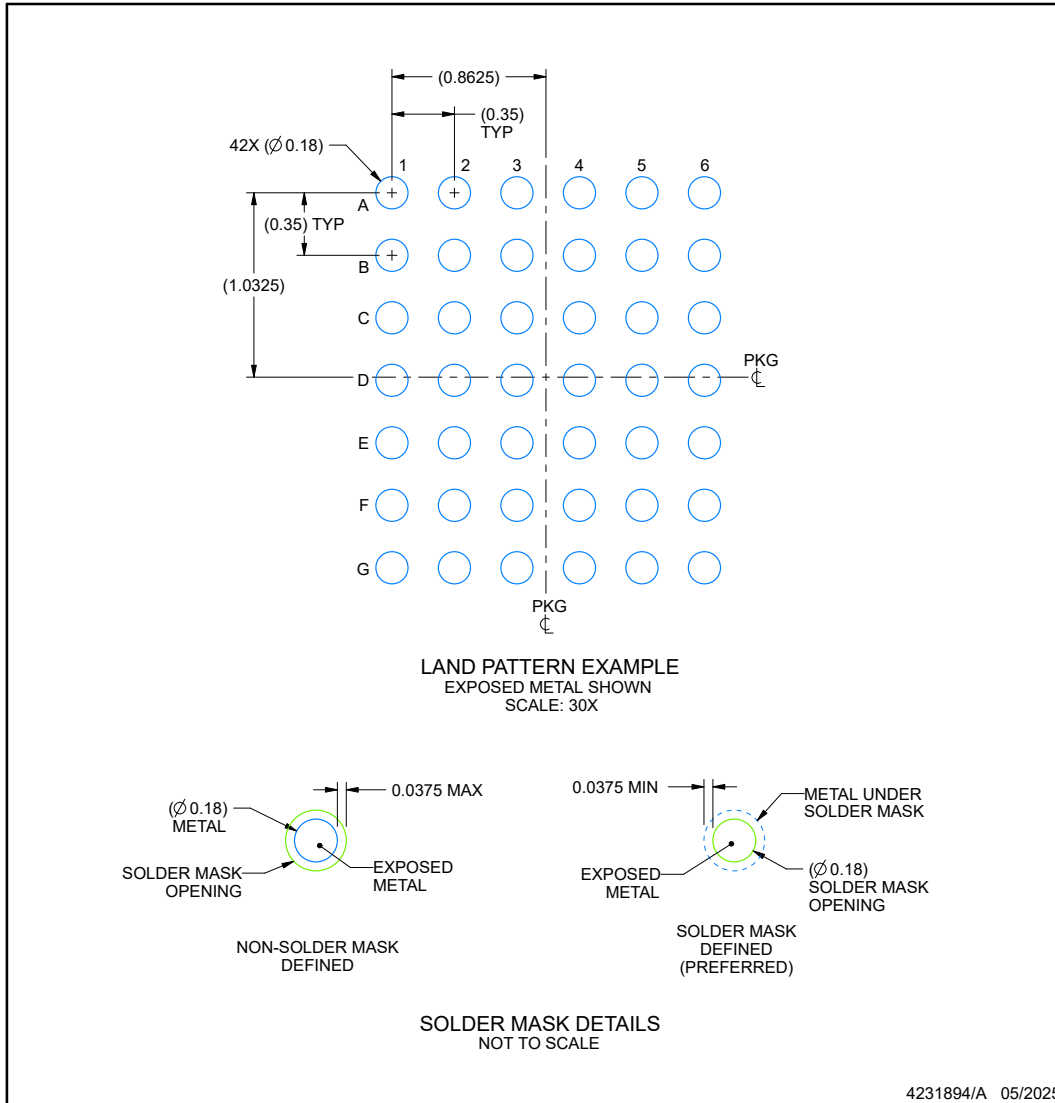 (0.8625)
(0.35)
TYP
42X (∅ 0.18)
1 2 3 4 5 6
A
(0.35) TYP
B
(1.0325)
C
PKG
℄
D
E
F
G
PKG
℄
LAND PATTERN EXAMPLE
EXPOSED METAL SHOWN
SCALE: 30X
(∅ 0.18)
METAL
0.0375 MAX
SOLDER MASK
OPENING
EXPOSED
METAL
NON-SOLDER MASK
DEFINED
0.0375 MIN
METAL UNDER
SOLDER MASK
EXPOSED
METAL
(∅ 0.18)
SOLDER MASK
OPENING
SOLDER MASK
DEFINED
(PREFERRED)
SOLDER MASK DETAILS
NOT TO SCALE
4231894/A 05/2025